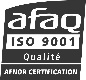 afaq
ISO 9001
Qualité
AFNOR CERTIFICATION